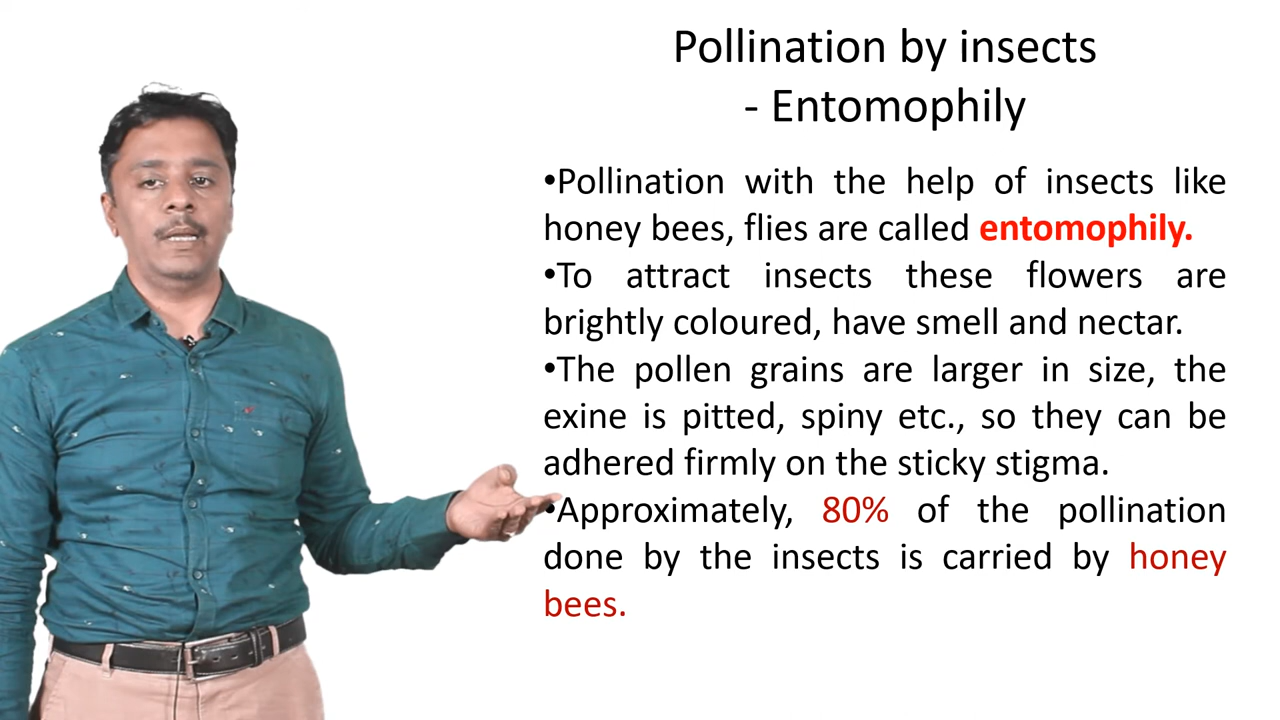 Pollination by insects
- Entomophily
•Pollination with the help of insects like
honey bees, flies are called entomophily.
•To attract insects these flowers are
brightly coloured, have smell and nectar.
•The pollen grains are larger in size, the
exine is pitted, spiny etc., so they can be
adhered firmly on the sticky stigma.
•Approximately, 80% of the pollination
done by the insects is carried by honey
bees.